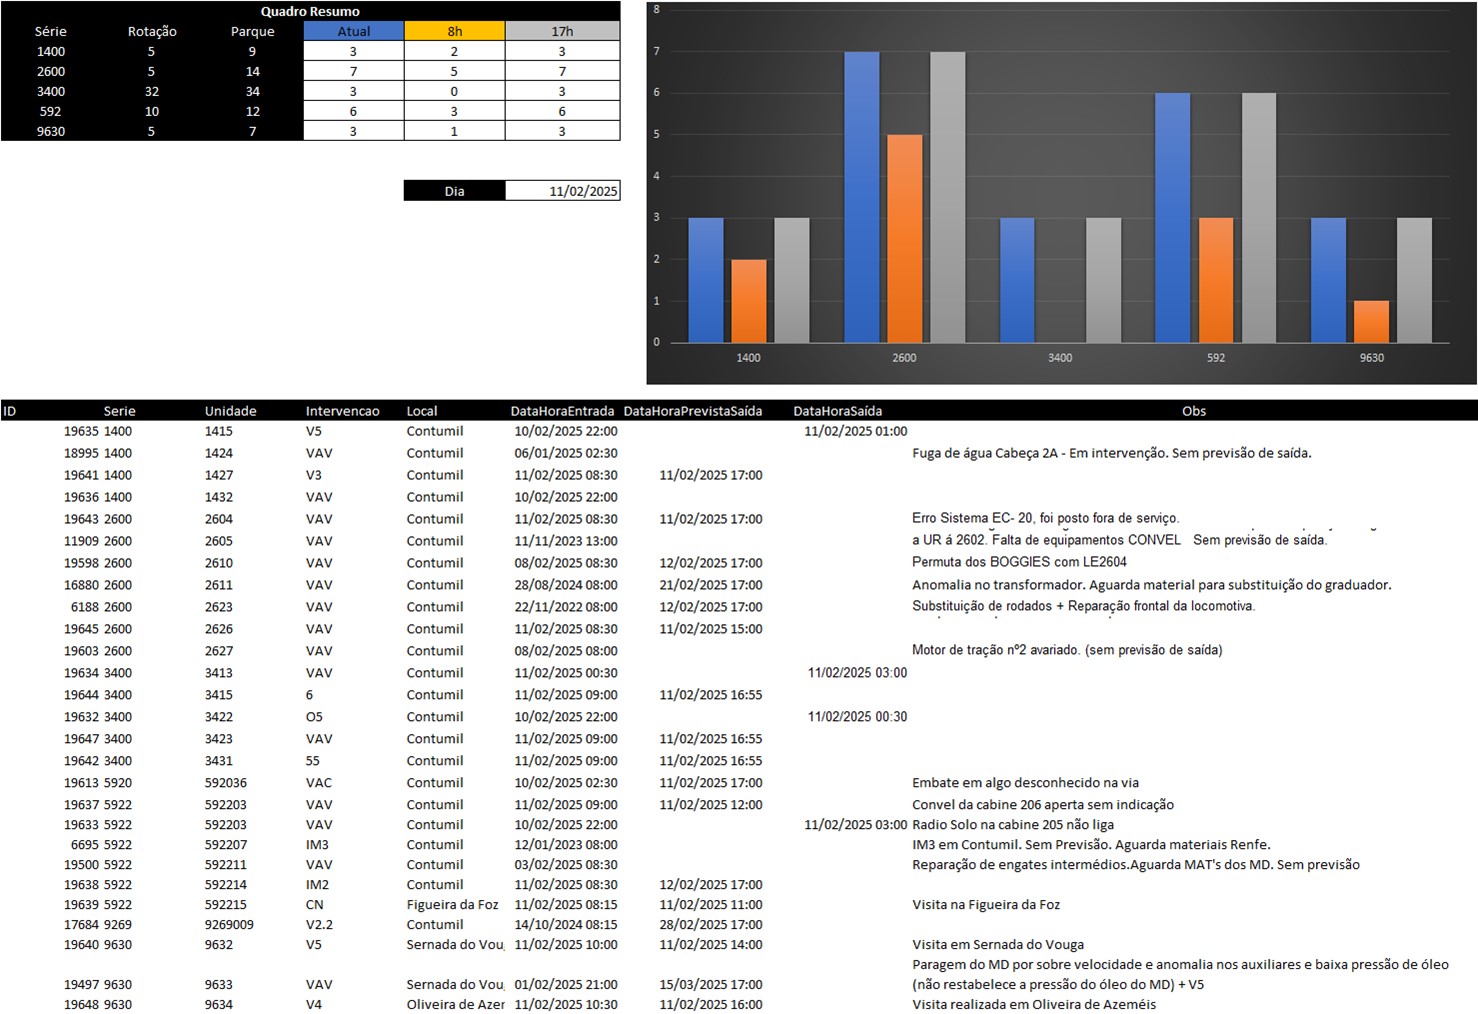 Quadro Resumo
Série Rotação Parque Atual 8h 17h
1400 5 9 3 2 3
2600 5 14 7 5 7
3400 32 34 3 0 3
592 10 12 6 3 6
9630 5 7 3 1 3
Dia 11/02/2025
8
7
6
5
4
3
2
1
0
1400 2600 3400 592 9630
ID Serie Unidade Intervencao Local DataHoraEntrada DataHoraPrevistaSaída DataHoraSaída Obs
19635 1400 1415 V5 Contumil 10/02/2025 22:00 11/02/2025 01:00
18995 1400 1424 VAV Contumil 06/01/2025 02:30 Fuga de água Cabeça 2A - Em intervenção. Sem previsão de saída.
19641 1400 1427 V3 Contumil 11/02/2025 08:30 11/02/2025 17:00
19636 1400 1432 VAV Contumil 10/02/2025 22:00
19643 2600 2604 VAV Contumil 11/02/2025 08:30 11/02/2025 17:00 Erro Sistema EC- 20, foi posto fora de serviço.
11909 2600 2605 VAV Contumil 11/11/2023 13:00 a UR á 2602. Falta de equipamentos CONVEL Sem previsão de saída.
19598 2600 2610 VAV Contumil 08/02/2025 08:30 12/02/2025 17:00 Permuta dos BOGGIES com LE2604
16880 2600 2611 VAV Contumil 28/08/2024 08:00 21/02/2025 17:00 Anomalia no transformador. Aguarda material para substituição do graduador.
6188 2600 2623 VAV Contumil 22/11/2022 08:00 12/02/2025 17:00 Substituição de rodados + Reparação frontal da locomotiva.
19645 2600 2626 VAV Contumil 11/02/2025 08:30 11/02/2025 15:00
19603 2600 2627 VAV Contumil 08/02/2025 08:00 Motor de tração nº2 avariado. (sem previsão de saída)
19634 3400 3413 VAV Contumil 11/02/2025 00:30 11/02/2025 03:00
19644 3400 3415 6 Contumil 11/02/2025 09:00 11/02/2025 16:55
19632 3400 3422 O5 Contumil 10/02/2025 22:00 11/02/2025 00:30
19647 3400 3423 VAV Contumil 11/02/2025 09:00 11/02/2025 16:55
19642 3400 3431 55 Contumil 11/02/2025 09:00 11/02/2025 16:55
19613 5920 592036 VAC Contumil 10/02/2025 02:30 11/02/2025 17:00 Embate em algo desconhecido na via
19637 5922 592203 VAV Contumil 11/02/2025 09:00 11/02/2025 12:00 Convel da cabine 206 aperta sem indicação
19633 5922 592203 VAV Contumil 10/02/2025 22:00 11/02/2025 03:00 Radio Solo na cabine 205 não liga
6695 5922 592207 IM3 Contumil 12/01/2023 08:00 IM3 em Contumil. Sem Previsão. Aguarda materiais Renfe.
19500 5922 592211 VAV Contumil 03/02/2025 08:30 Reparação de engates intermédios.Aguarda MAT's dos MD. Sem previsão
19638 5922 592214 IM2 Contumil 11/02/2025 08:30 12/02/2025 17:00
19639 5922 592215 CN Figueira da Foz 11/02/2025 08:15 11/02/2025 11:00 Visita na Figueira da Foz
17684 9269 9269009 V2.2 Contumil 14/10/2024 08:15 28/02/2025 17:00
19640 9630 9632 V5 Sernada do Vou 11/02/2025 10:00 11/02/2025 14:00 Visita em Sernada do Vouga
Paragem do MD por sobre velocidade e anomalia nos auxiliares e baixa pressão de óleo
19497 9630 9633 VAV Sernada do Vou 01/02/2025 21:00 15/03/2025 17:00 (não restabelece a pressão do óleo do MD) + V5
19648 9630 9634 V4 Oliveira de Azer 11/02/2025 10:30 11/02/2025 16:00 Visita realizada em Oliveira de Azeméis